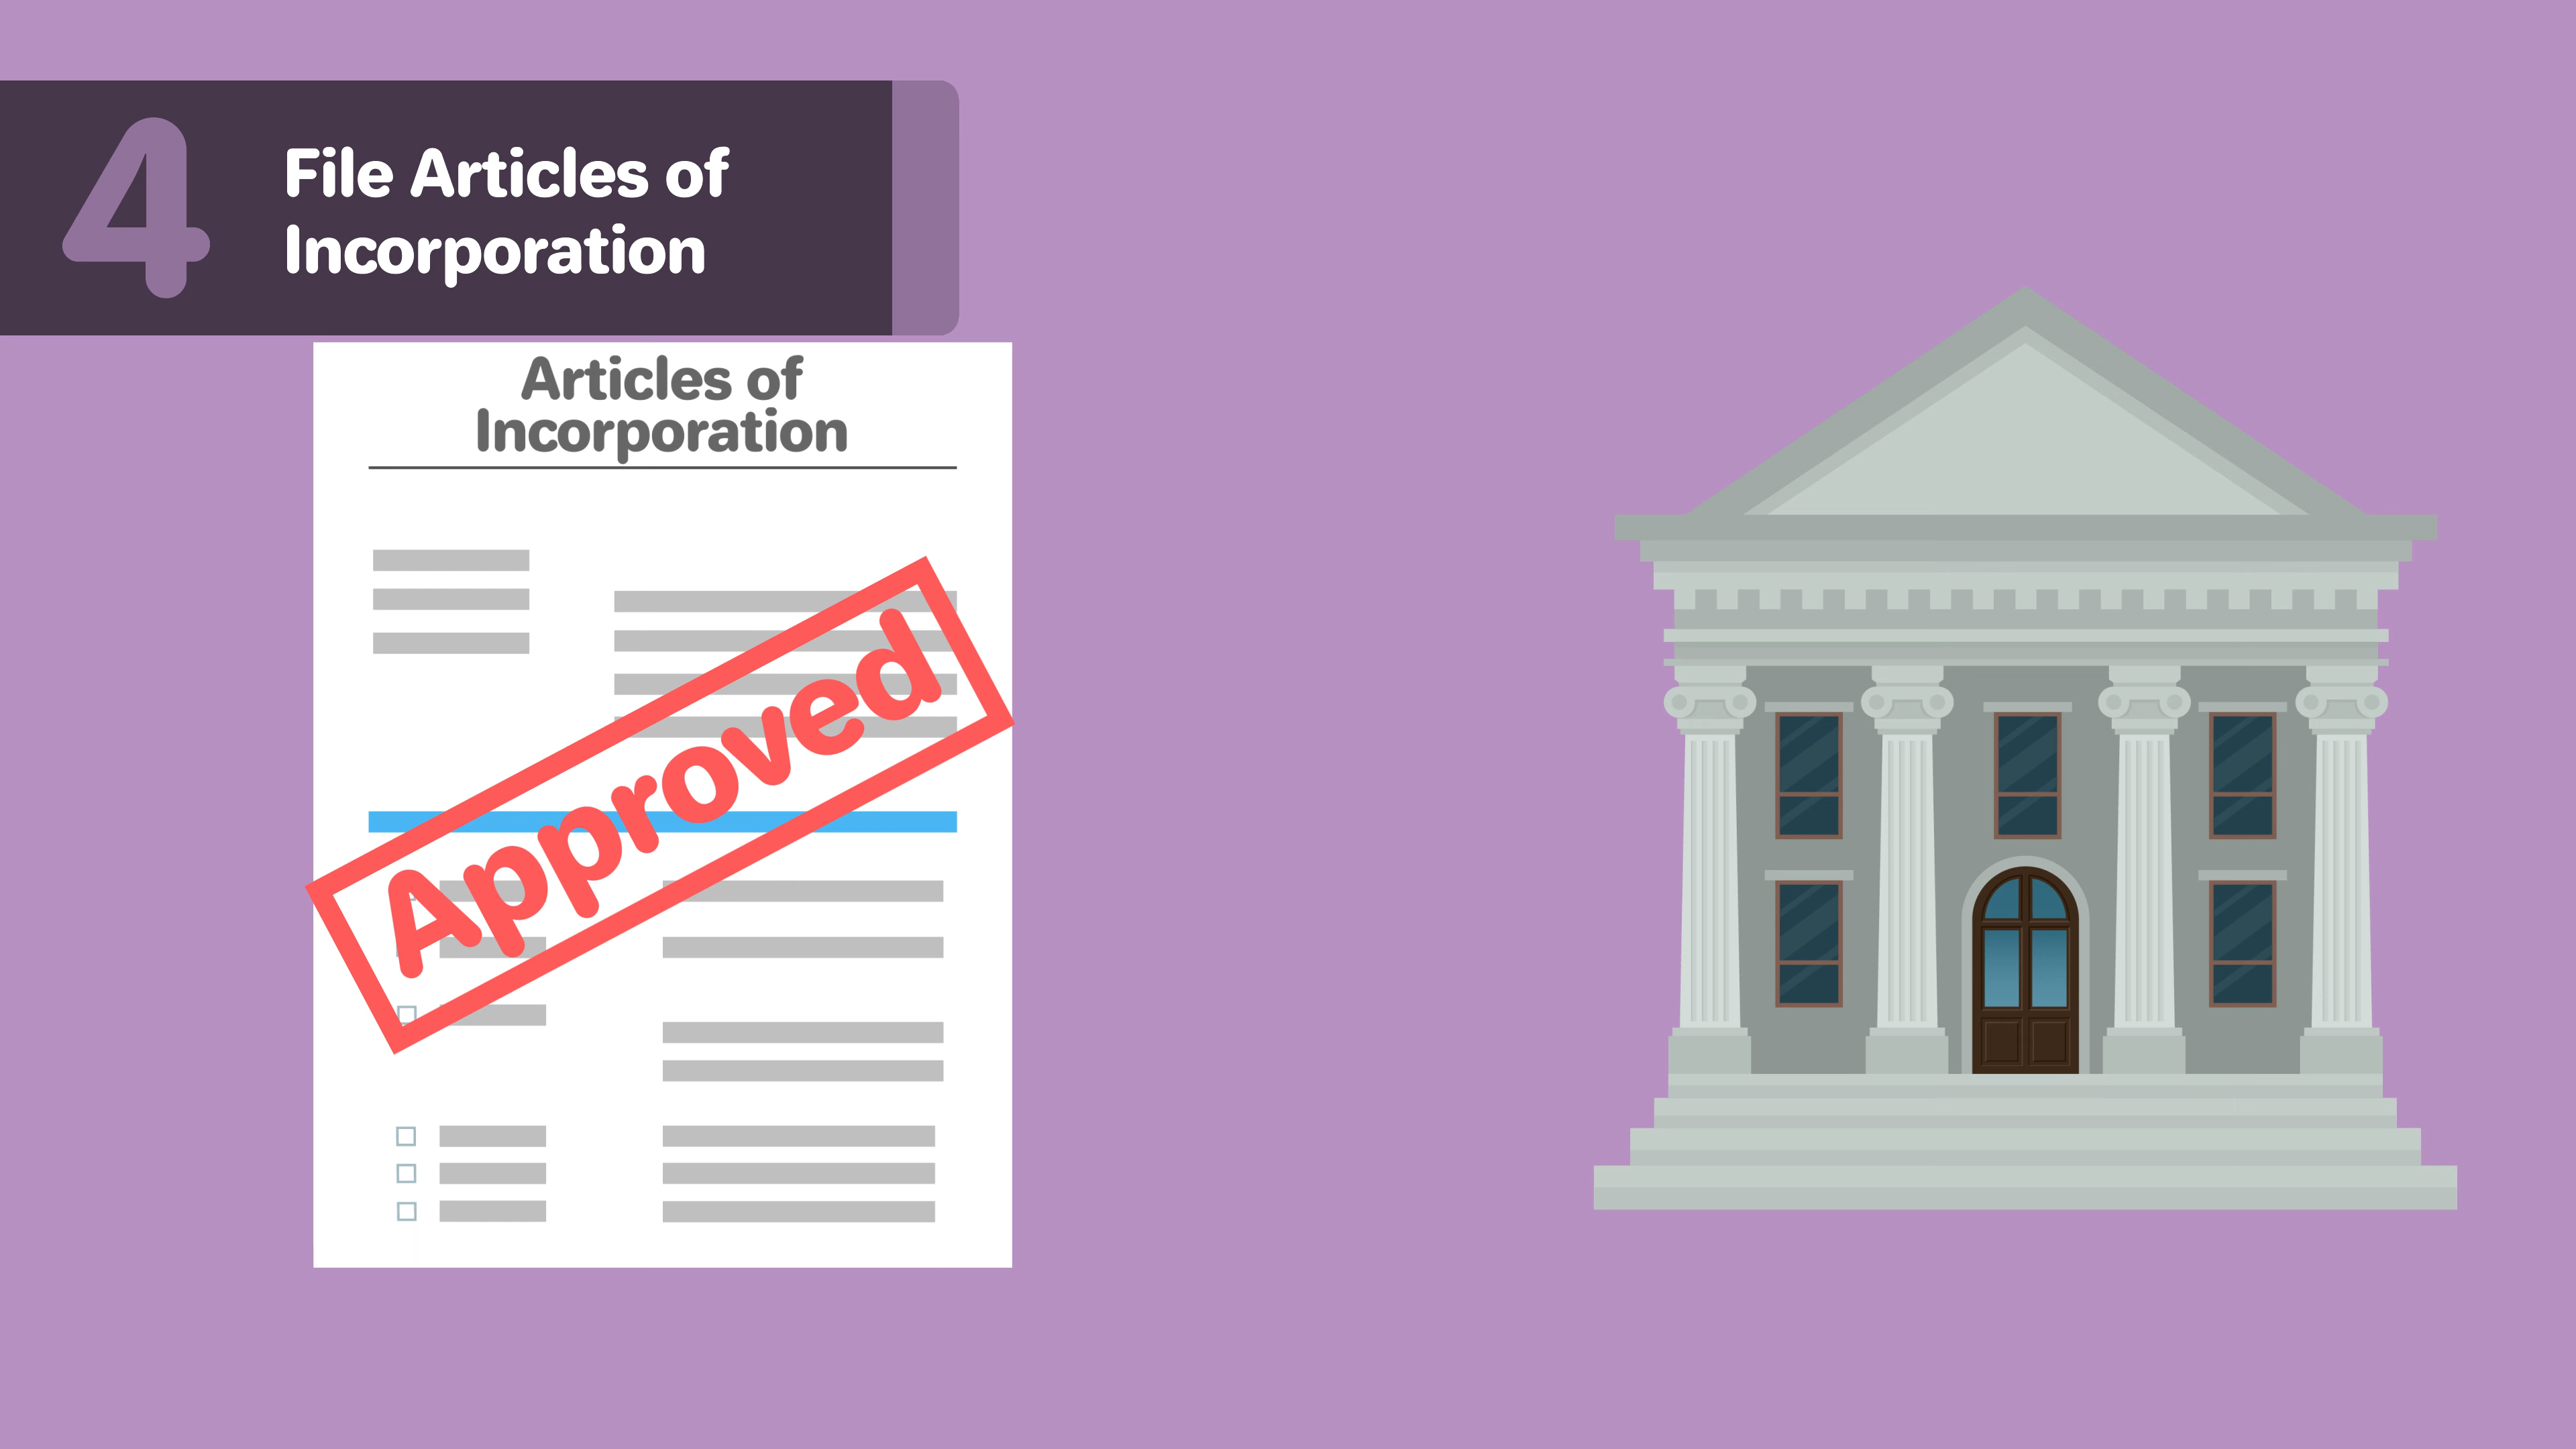 4
File Articles of
Incorporation
Articles of
Incorporation
Approved